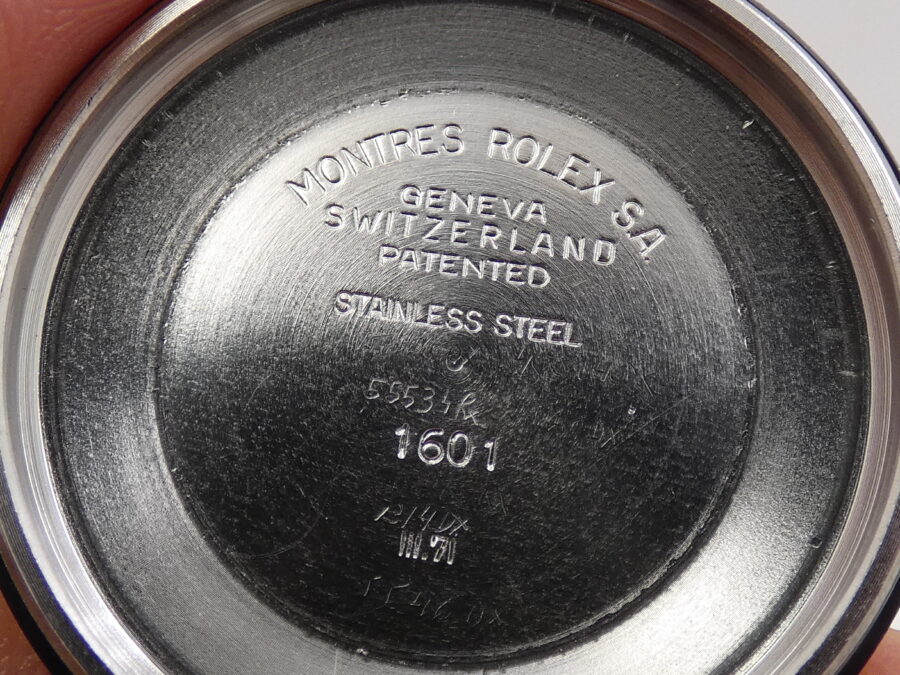 MONTRES ROLEX S.A.
GENEVA
SWITZERLAND
PATENTED
STAINLESS STEEL
1601
III.71